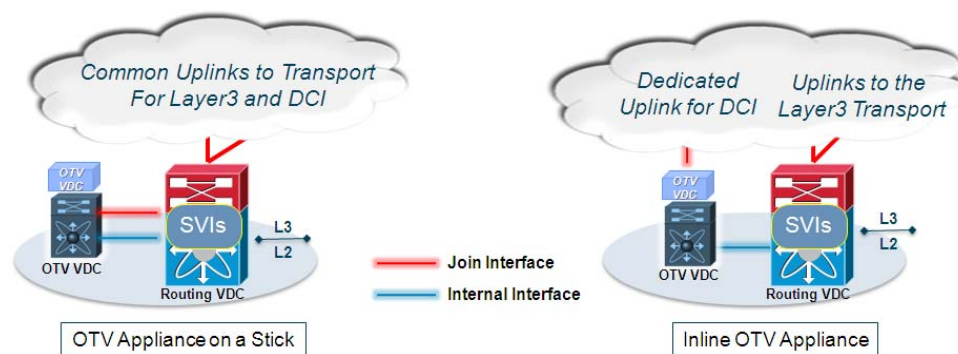 Common Uplinks to Transport
For Layer3 and DCI
OTV
VDC
SVIs
L3
L2
OTV VDC
Routing VDC
OTV Appliance on a Stick
Join Interface
Internal Interface
Dedicated
Uplink for DCI
Uplinks to the
Layer3 Transport
OTV
VDC
SVIs
L3
L2
OTV VDC
Routing VDC
Inline OTV Appliance